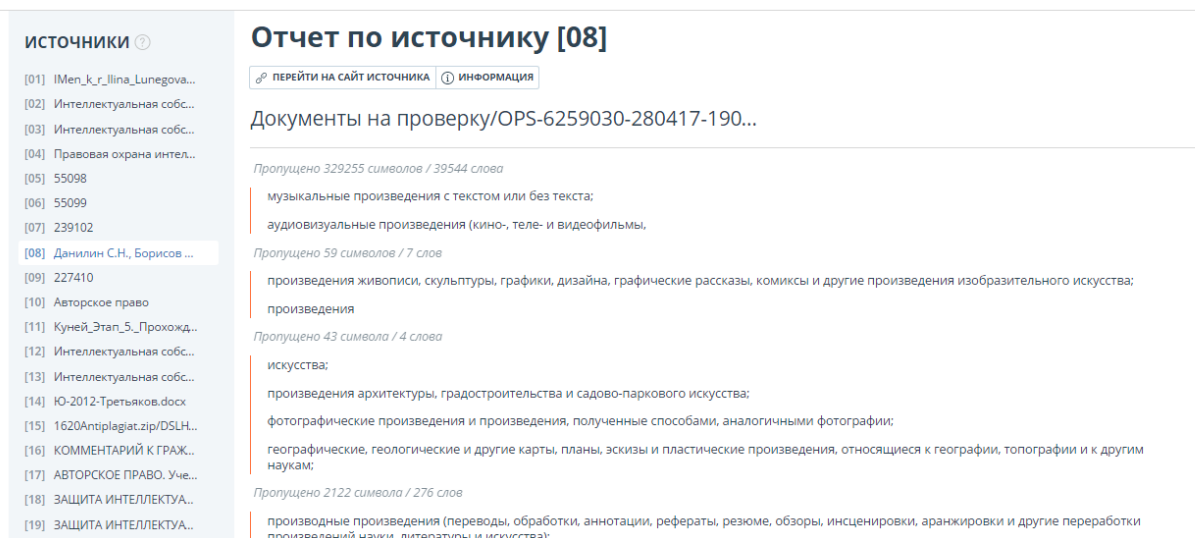 ИСТОЧНИКИ ?
[01] IMen_k_r_Ilina_Lunegova...
[02] Интеллектуальная собс...
[03] Интеллектуальная собс...
[04] Правовая охрана интел...
[05] 55098
[06] 55099
[07] 239102
[08] Данилин С.Н., Борисов ...
[09] 227410
[10] Авторское право
[11] Куней_Этап_5._Прохожд...
[12] Интеллектуальная собс...
[13] Интеллектуальная собс...
[14] Ю-2012-Третьяков.docx
[15] 1620Antiplagiat.zip/DSLH...
[16] КОММЕНТАРИЙ К ГРАЖ...
[17] АВТОРСКОЕ ПРАВО. Уче...
[18] ЗАЩИТА ИНТЕЛЛЕКТУА...
[19] ЗАЩИТА ИНТЕЛЛЕКТУА...
Отчет по источнику [08]
ПЕРЕЙТИ НА САЙТ ИСТОЧНИКА ИНФОРМАЦИЯ
Документы на проверку/OPS-6259030-280417-190...
Пропущено 329255 символов / 39544 слова
музыкальные произведения с текстом или без текста;
аудиовизуальные произведения (кино-, теле- и видеофильмы,
Пропущено 59 символов / 7 слов
произведения живописи, скульптуры, графики, дизайна, графические рассказы, комиксы и другие произведения изобразительного искусства;
произведения
Пропущено 43 символа / 4 слова
искусства;
произведения архитектуры, градостроительства и садово-паркового искусства;
фотографические произведения и произведения, полученные способами, аналогичными фотографии;
географические, геологические и другие карты, планы, эскизы и пластические произведения, относящиеся к географии, топографии и к другим
наукам;
Пропущено 2122 символа / 276 слов
производные произведения (переводы, обработки, аннотации, рефераты, резюме, обзоры, инсценировки, аранжировки и другие переработки
произведений науки, литературы и искусства);